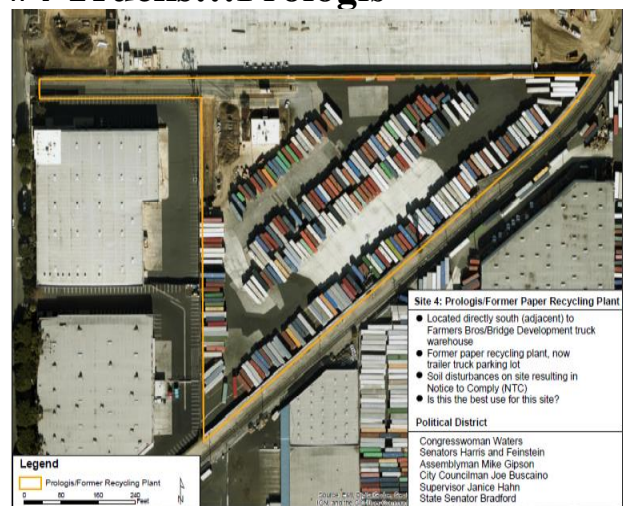 Site 4: Prologis/Former Paper Recycling Plant
● Located directly south (adjacent) to
Farmers Bros/Bridge Development truck
warehouse
● Former paper recycling plant, now
trailer truck parking lot
● Soil disturbances on site resulting in
Notice to Comply (NTC)
● Is this the best use for this site?
Political District
Congresswoman Waters
Senators Harris and Feinstein
Assemblyman Mike Gipson
City Councilman Joe Buscaino
Supervisor Janice Hahn
State Senator Bradford
Legend
Prologis/Former Recycling Plant
0 80 160 240
Feet
N